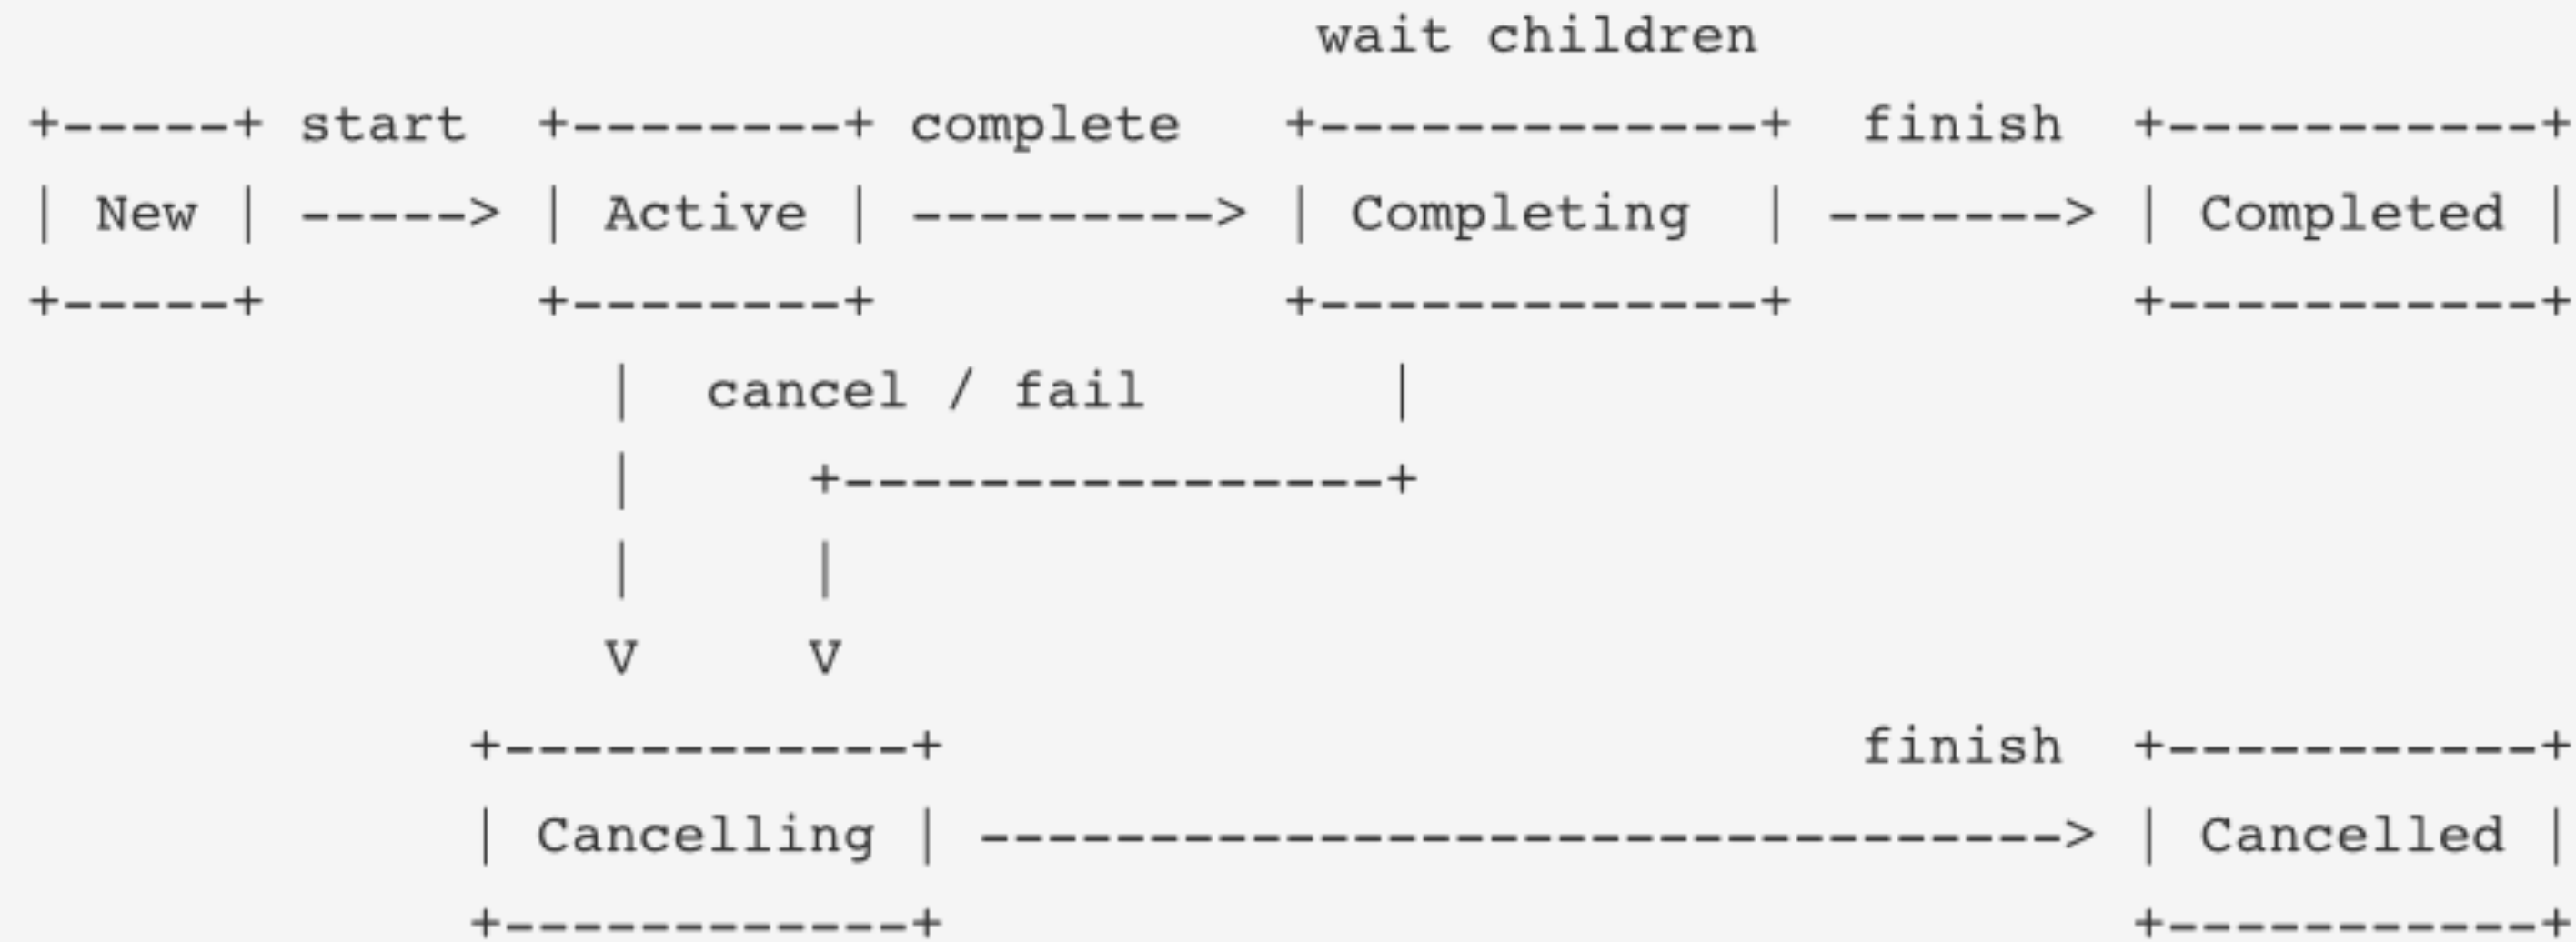 wait children
+-----+ start  +--------+ complete   +-------------+  finish  +-----------+
| New | -----> | Active | ---------> | Completing  | -------> | Completed |
+-----+        +--------+            +-------------+          +-----------+
                 |  cancel / fail       |
                 |     +----------------+
                 |     |
                 V     V
             +------------+                           finish  +-----------+
             | Cancelling | --------------------------------> | Cancelled |
             +------------+                                   +-----------+